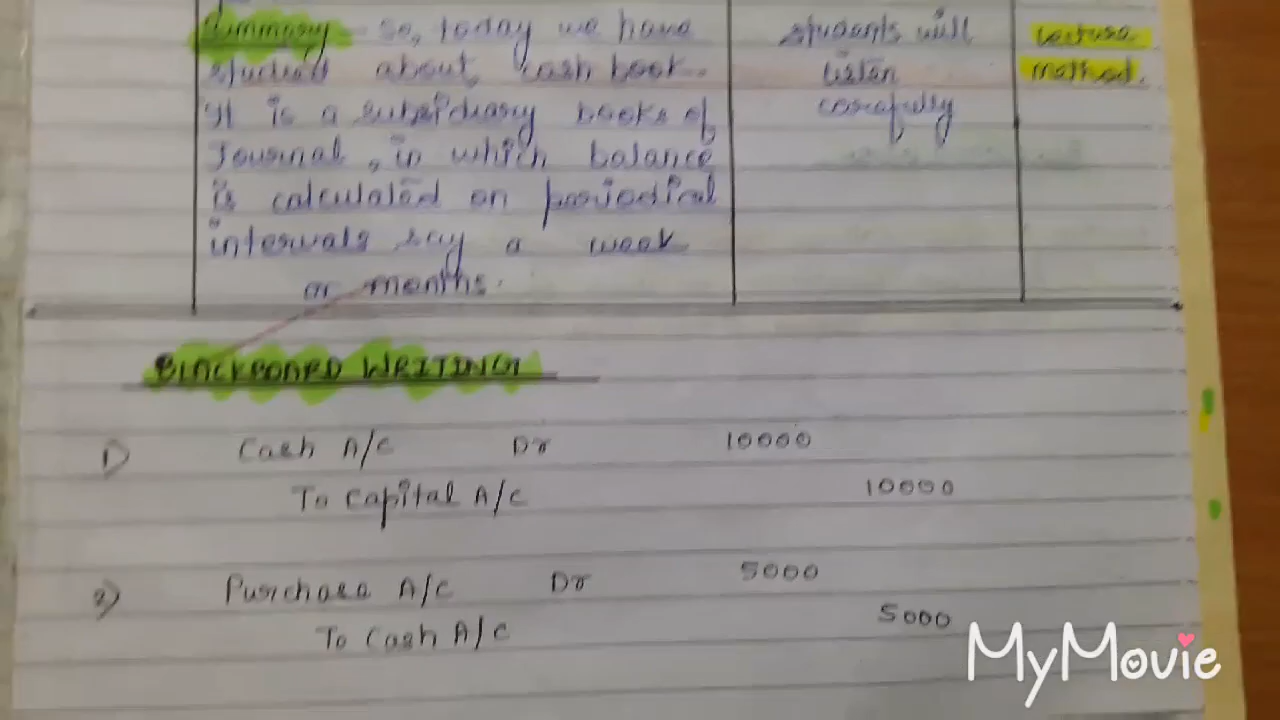 Summary - So, today we have
studied about, cash book.
It is a subsidiary books of
Journal, in which balance
is calculated on periodical
intervals say a week
or months.
students will
listen
carefully
Lecture
method.
BLACKBOARD WRITING
1) Cash A/C Dr 10000
To Capital A/C 10000
2) Purchase A/C Dr 5000
To Cash A/C 5000
MyMovie